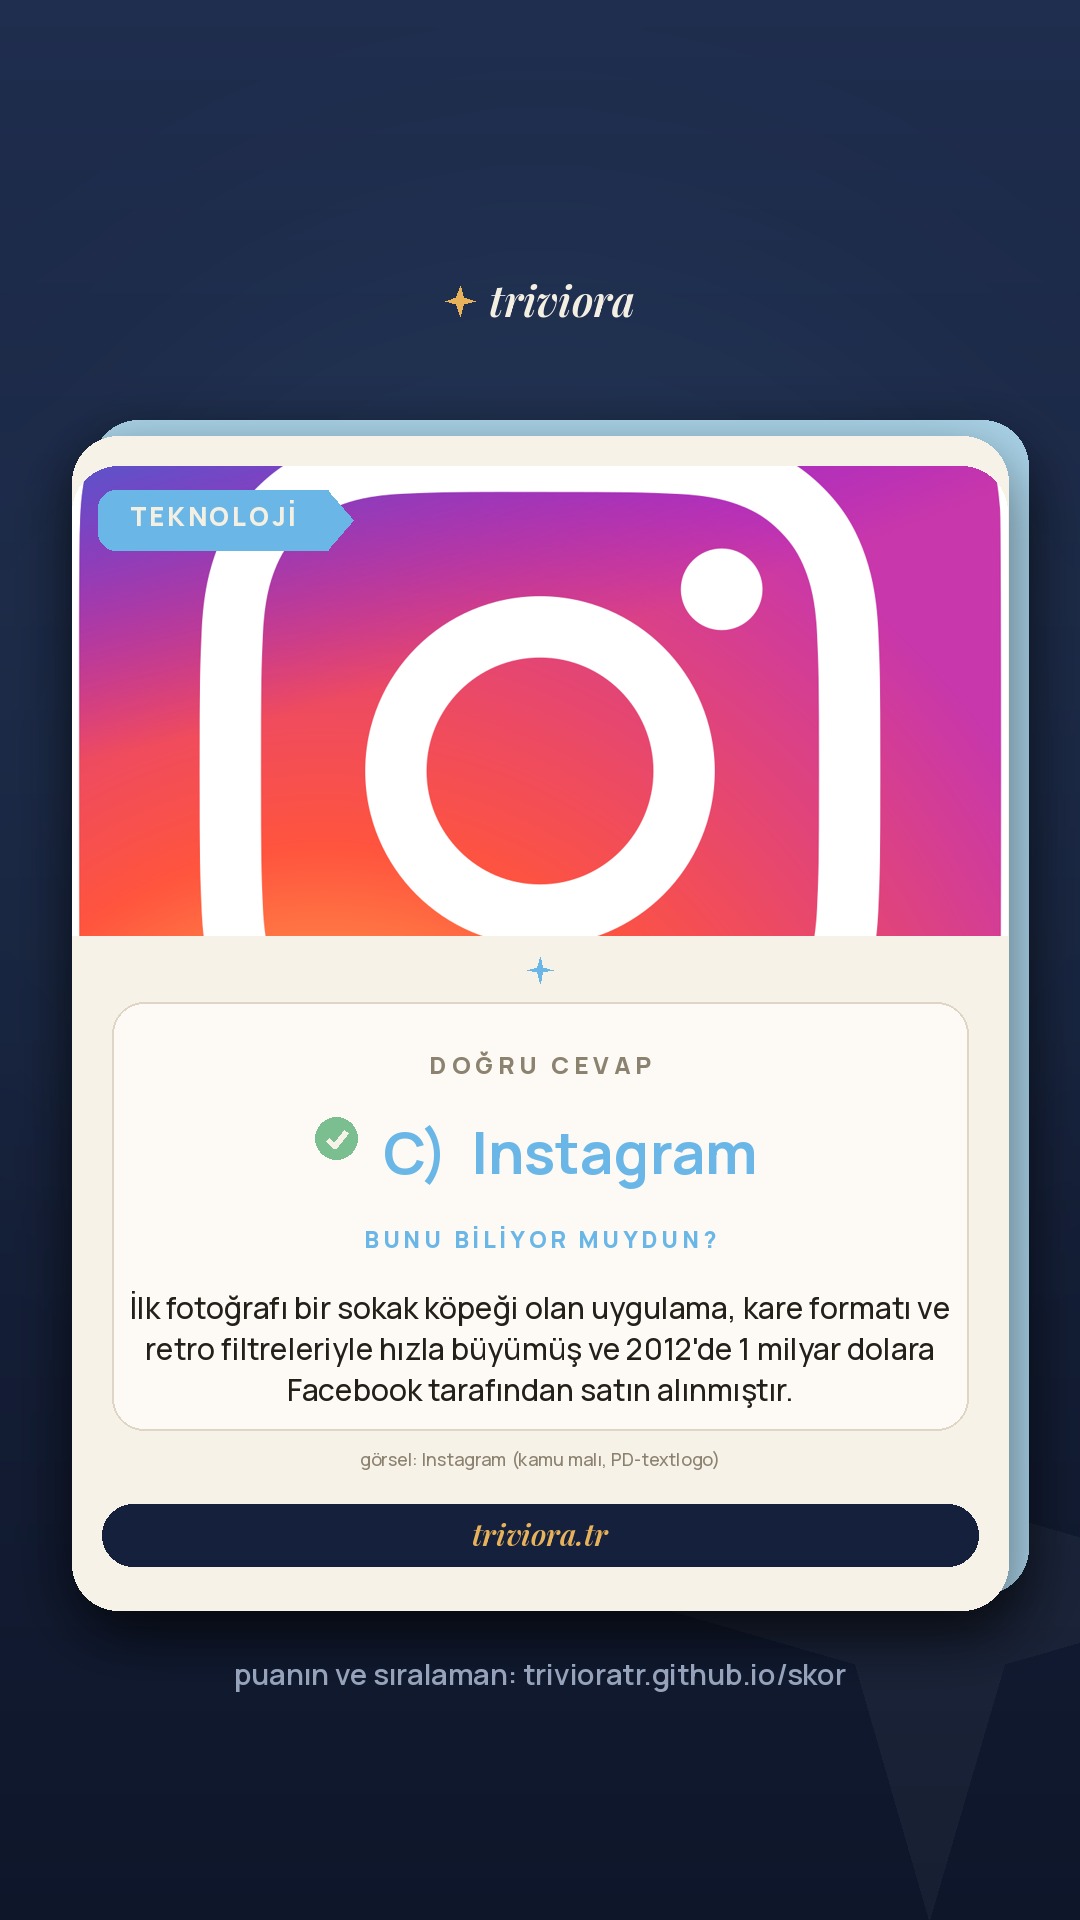 triviora
TEKNOLOJİ
DOĞRU CEVAP
C) Instagram
BUNU BİLİYOR MUYDUN?
İlk fotoğrafı bir sokak köpeği olan uygulama, kare formatı ve
retro filtreleriyle hızla büyümüş ve 2012'de 1 milyar dolara
Facebook tarafından satın alınmıştır.
görsel: Instagram (kamu malı, PD-textlogo)
triviora.tr
puanın ve sıralaman: trivioratr.github.io/skor